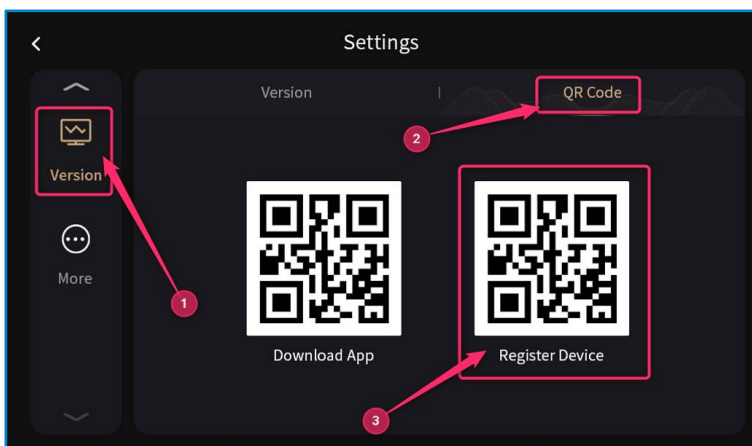 Settings
Version
QR Code
2
Version
More
1
Download App
Register Device
3